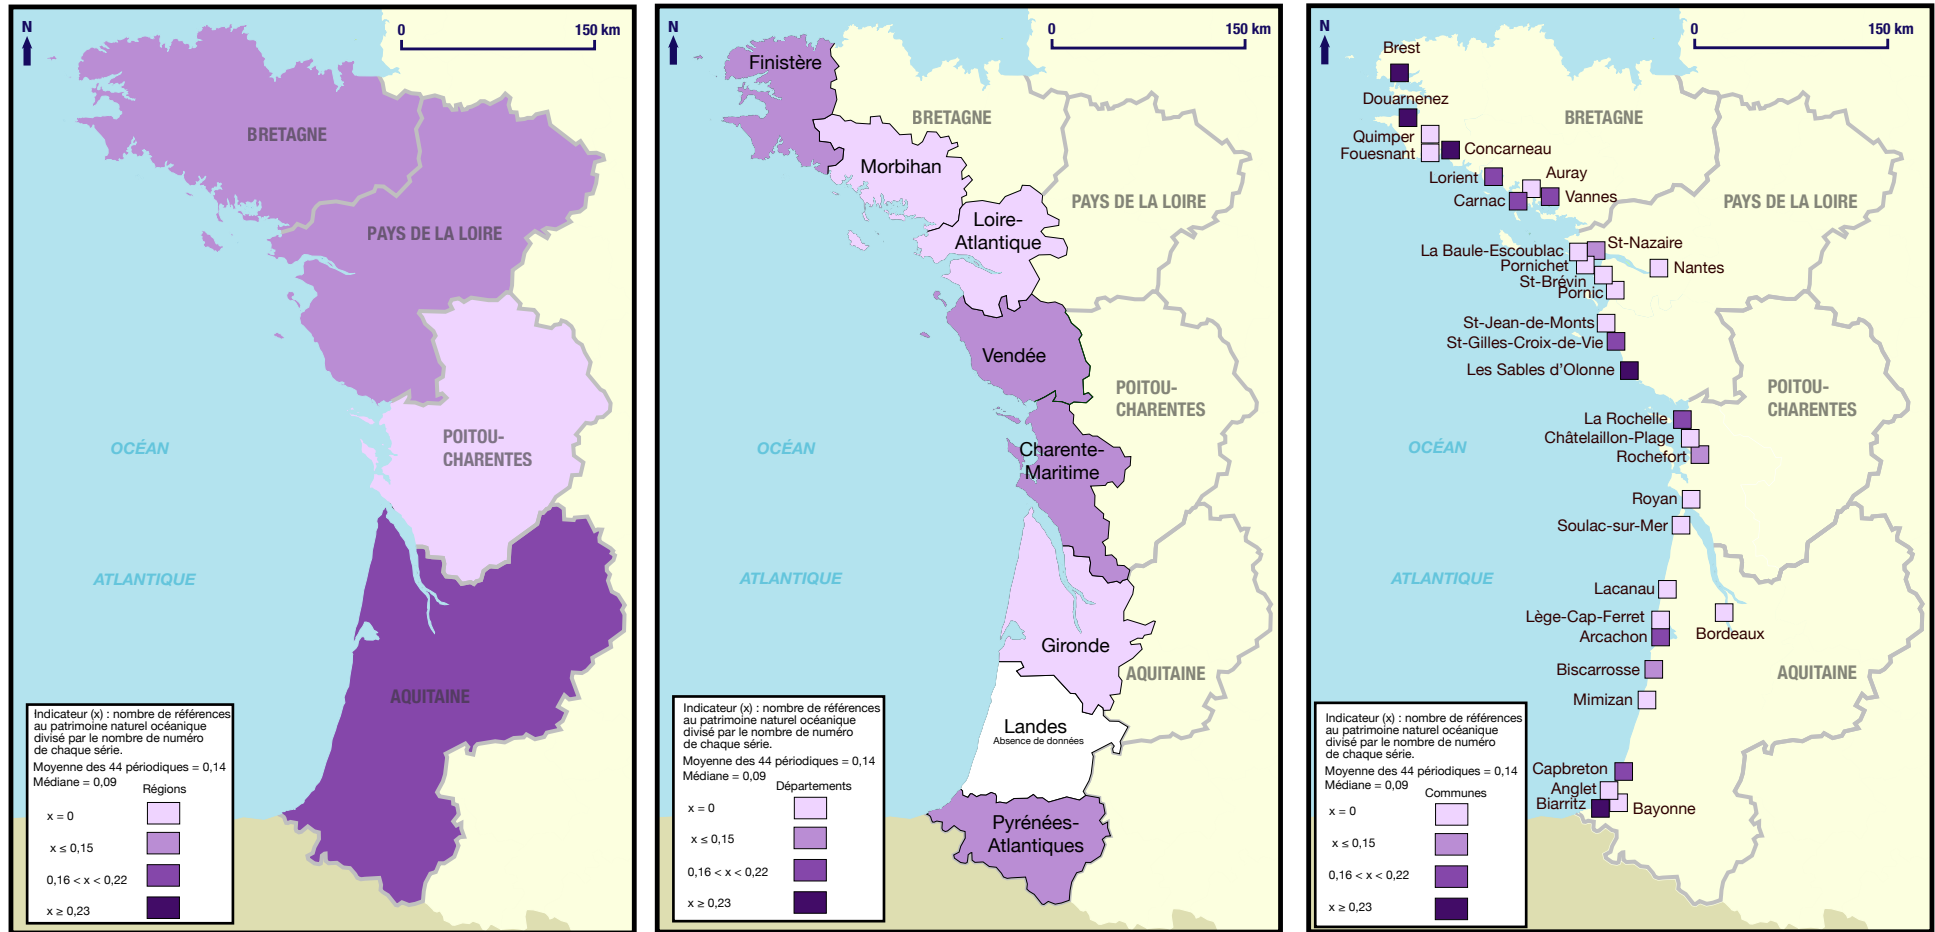 N
0 150 km
BRETAGNE
PAYS DE LA LOIRE
POITOU-
CHARENTES
OCÉAN
ATLANTIQUE
AQUITAINE
Indicateur (x) : nombre de références
au patrimoine naturel océanique
divisé par le nombre de numéro
de chaque série.
Moyenne des 44 périodiques = 0,14
Médiane = 0,09
Régions
x = 0
x ≤ 0,15
0,16 < x < 0,22
x ≥ 0,23
N
0 150 km
Finistère
BRETAGNE
Morbihan
PAYS DE LA LOIRE
Loire-
Atlantique
Vendée
POITOU-
CHARENTES
OCÉAN
Charente-
Maritime
ATLANTIQUE
Gironde
AQUITAINE
Landes
Absence de données
Pyrénées-
Atlantiques
Indicateur (x) : nombre de références
au patrimoine naturel océanique
divisé par le nombre de numéro
de chaque série.
Moyenne des 44 périodiques = 0,14
Médiane = 0,09
Départements
x = 0
x ≤ 0,15
0,16 < x < 0,22
x ≥ 0,23
N
0 150 km
Brest
Douarnenez
BRETAGNE
Quimper
Fouesnant
Concarneau
Lorient
Auray
Carnac
Vannes
PAYS DE LA LOIRE
La Baule-Escoublac
St-Nazaire
Pornichet
Nantes
St-Brévin
Pornic
St-Jean-de-Monts
St-Gilles-Croix-de-Vie
Les Sables d'Olonne
POITOU-
CHARENTES
La Rochelle
Châtelaillon-Plage
OCÉAN
Rochefort
Royan
Soulac-sur-Mer
ATLANTIQUE
Lacanau
Lège-Cap-Ferret
Arcachon
Bordeaux
Biscarrosse
AQUITAINE
Mimizan
Capbreton
Anglet
Biarritz
Bayonne
Indicateur (x) : nombre de références
au patrimoine naturel océanique
divisé par le nombre de numéro
de chaque série.
Moyenne des 44 périodiques = 0,14
Médiane = 0,09
Communes
x = 0
x ≤ 0,15
0,16 < x < 0,22
x ≥ 0,23